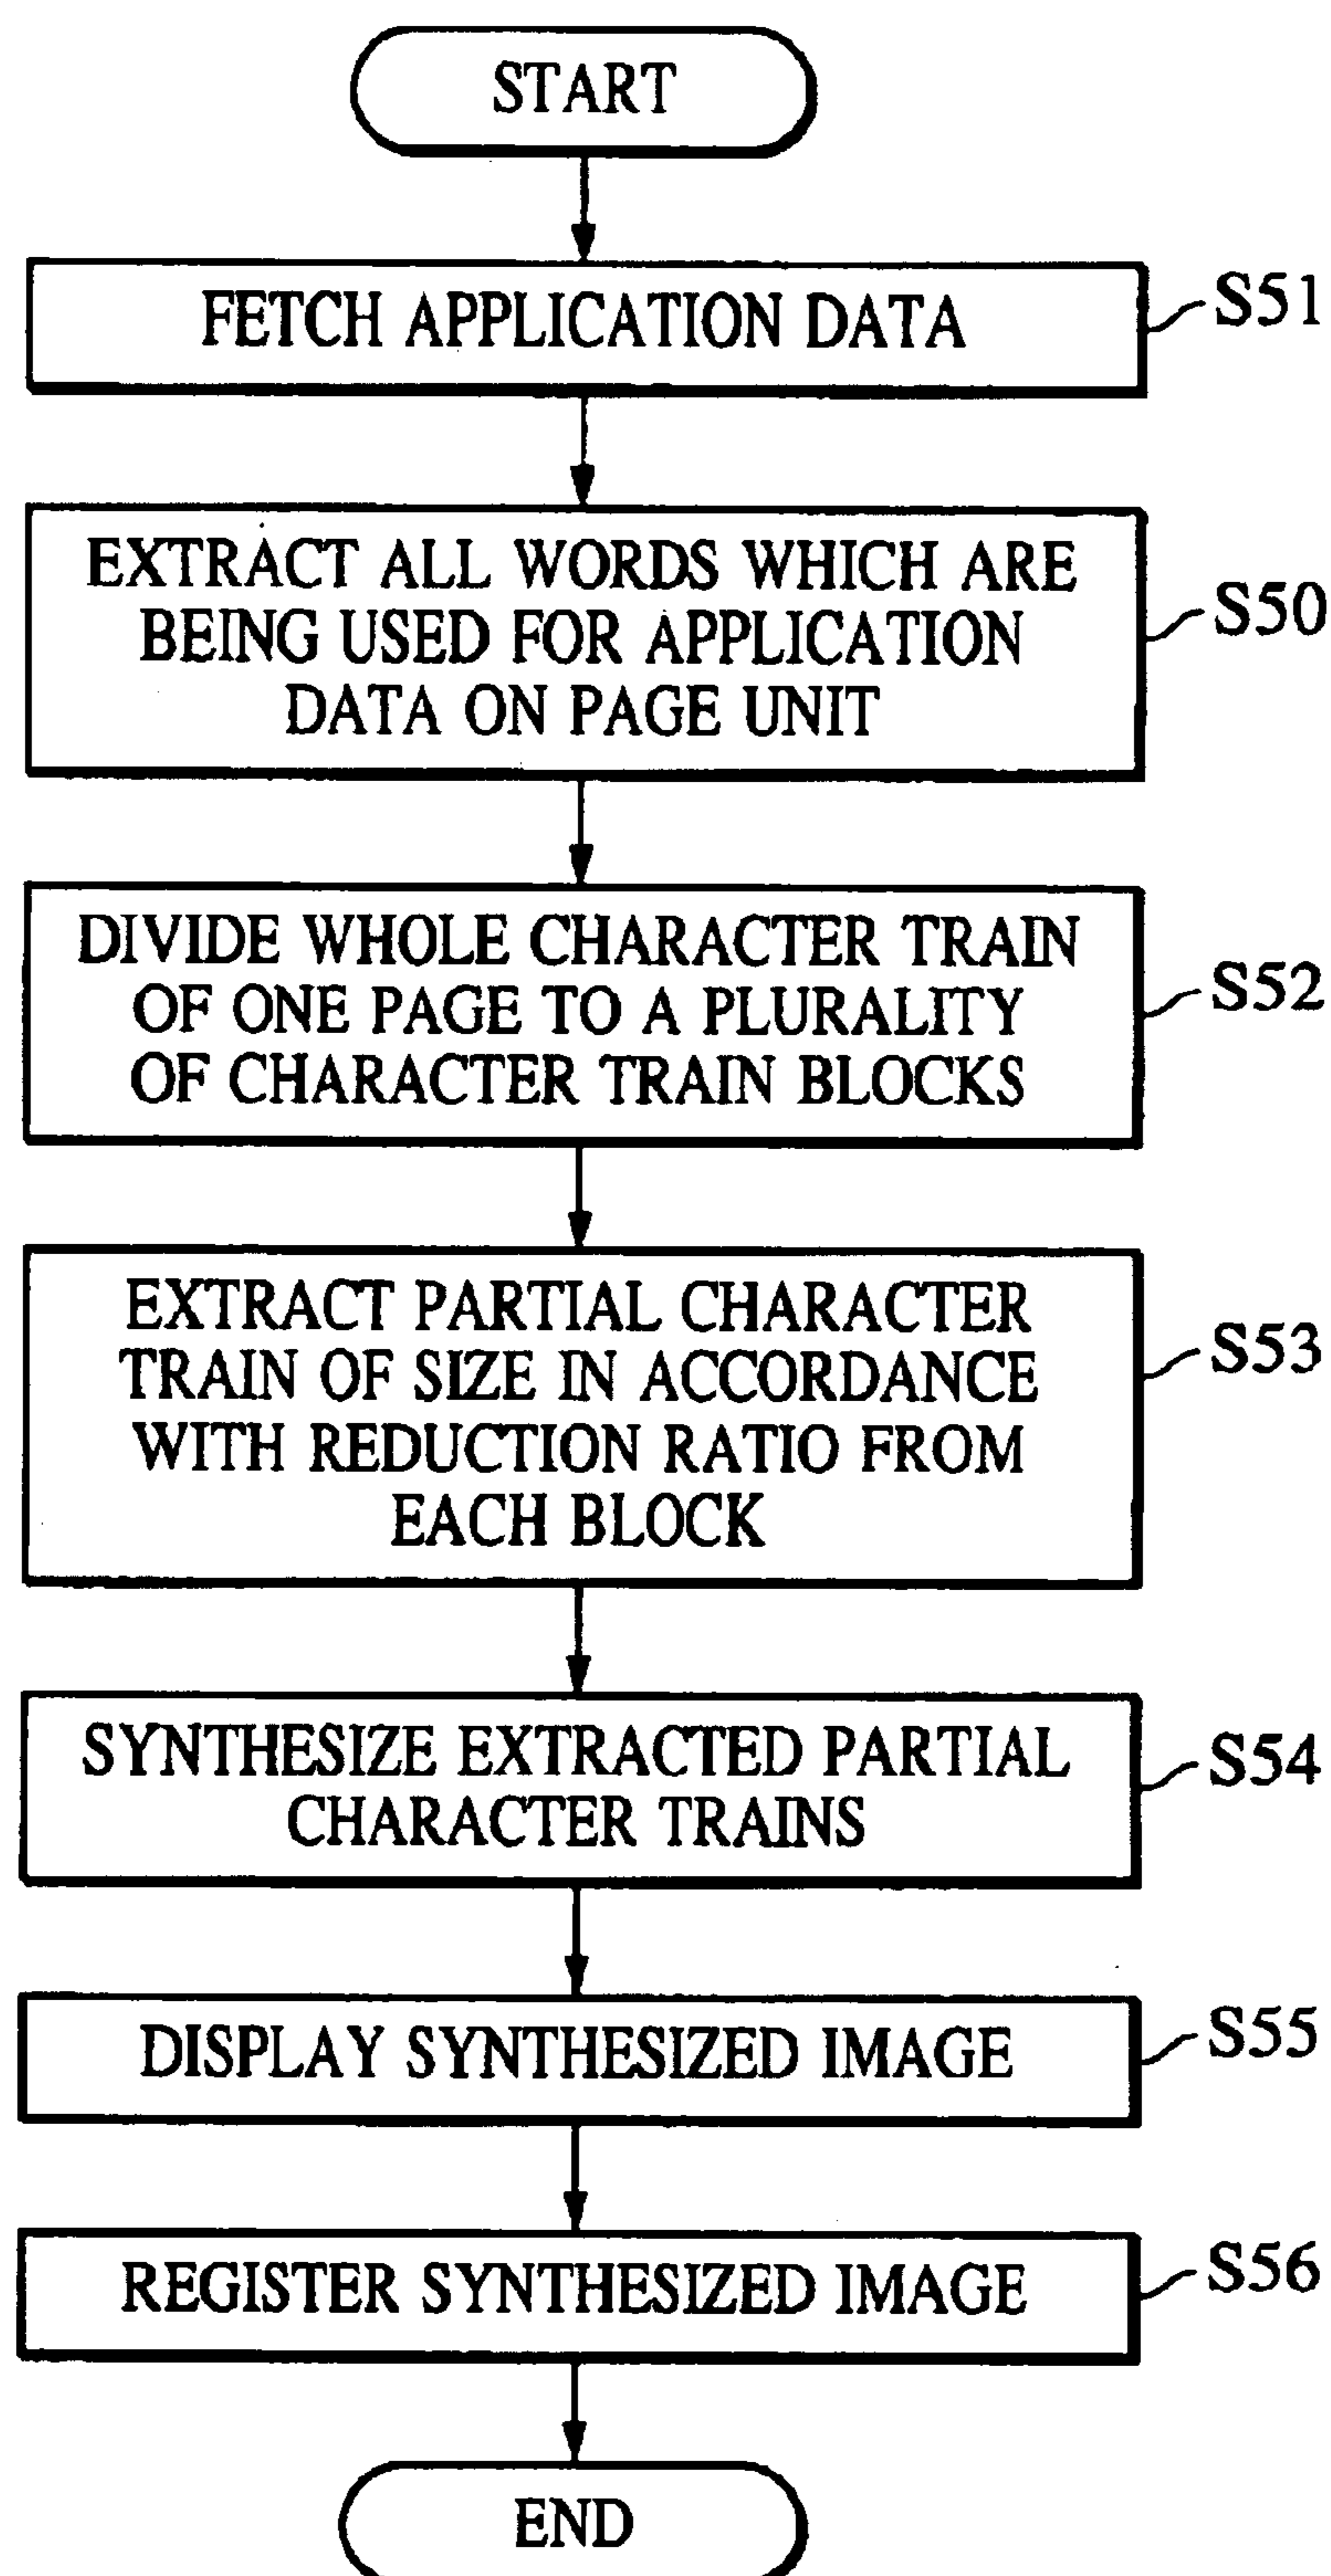 START
FETCH APPLICATION DATA
S51
EXTRACT ALL WORDS WHICH ARE
BEING USED FOR APPLICATION
DATA ON PAGE UNIT
S50
DIVIDE WHOLE CHARACTER TRAIN
OF ONE PAGE TO A PLURALITY
OF CHARACTER TRAIN BLOCKS
S52
EXTRACT PARTIAL CHARACTER
TRAIN OF SIZE IN ACCORDANCE
WITH REDUCTION RATIO FROM
EACH BLOCK
S53
SYNTHESIZE EXTRACTED PARTIAL
CHARACTER TRAINS
S54
DISPLAY SYNTHESIZED IMAGE
S55
REGISTER SYNTHESIZED IMAGE
S56
END